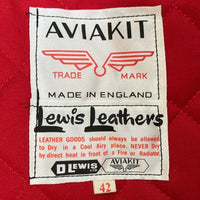 AVIAKIT
TRADE MARK
MADE IN ENGLAND
Lewis Leathers
LEATHER GOODS should always be allowed
to Dry in a Cool Airy place, NEVER Dry
by direct heat in front of a Fire or Radiator.
D LEWIS LTD
AVIAKIT
42